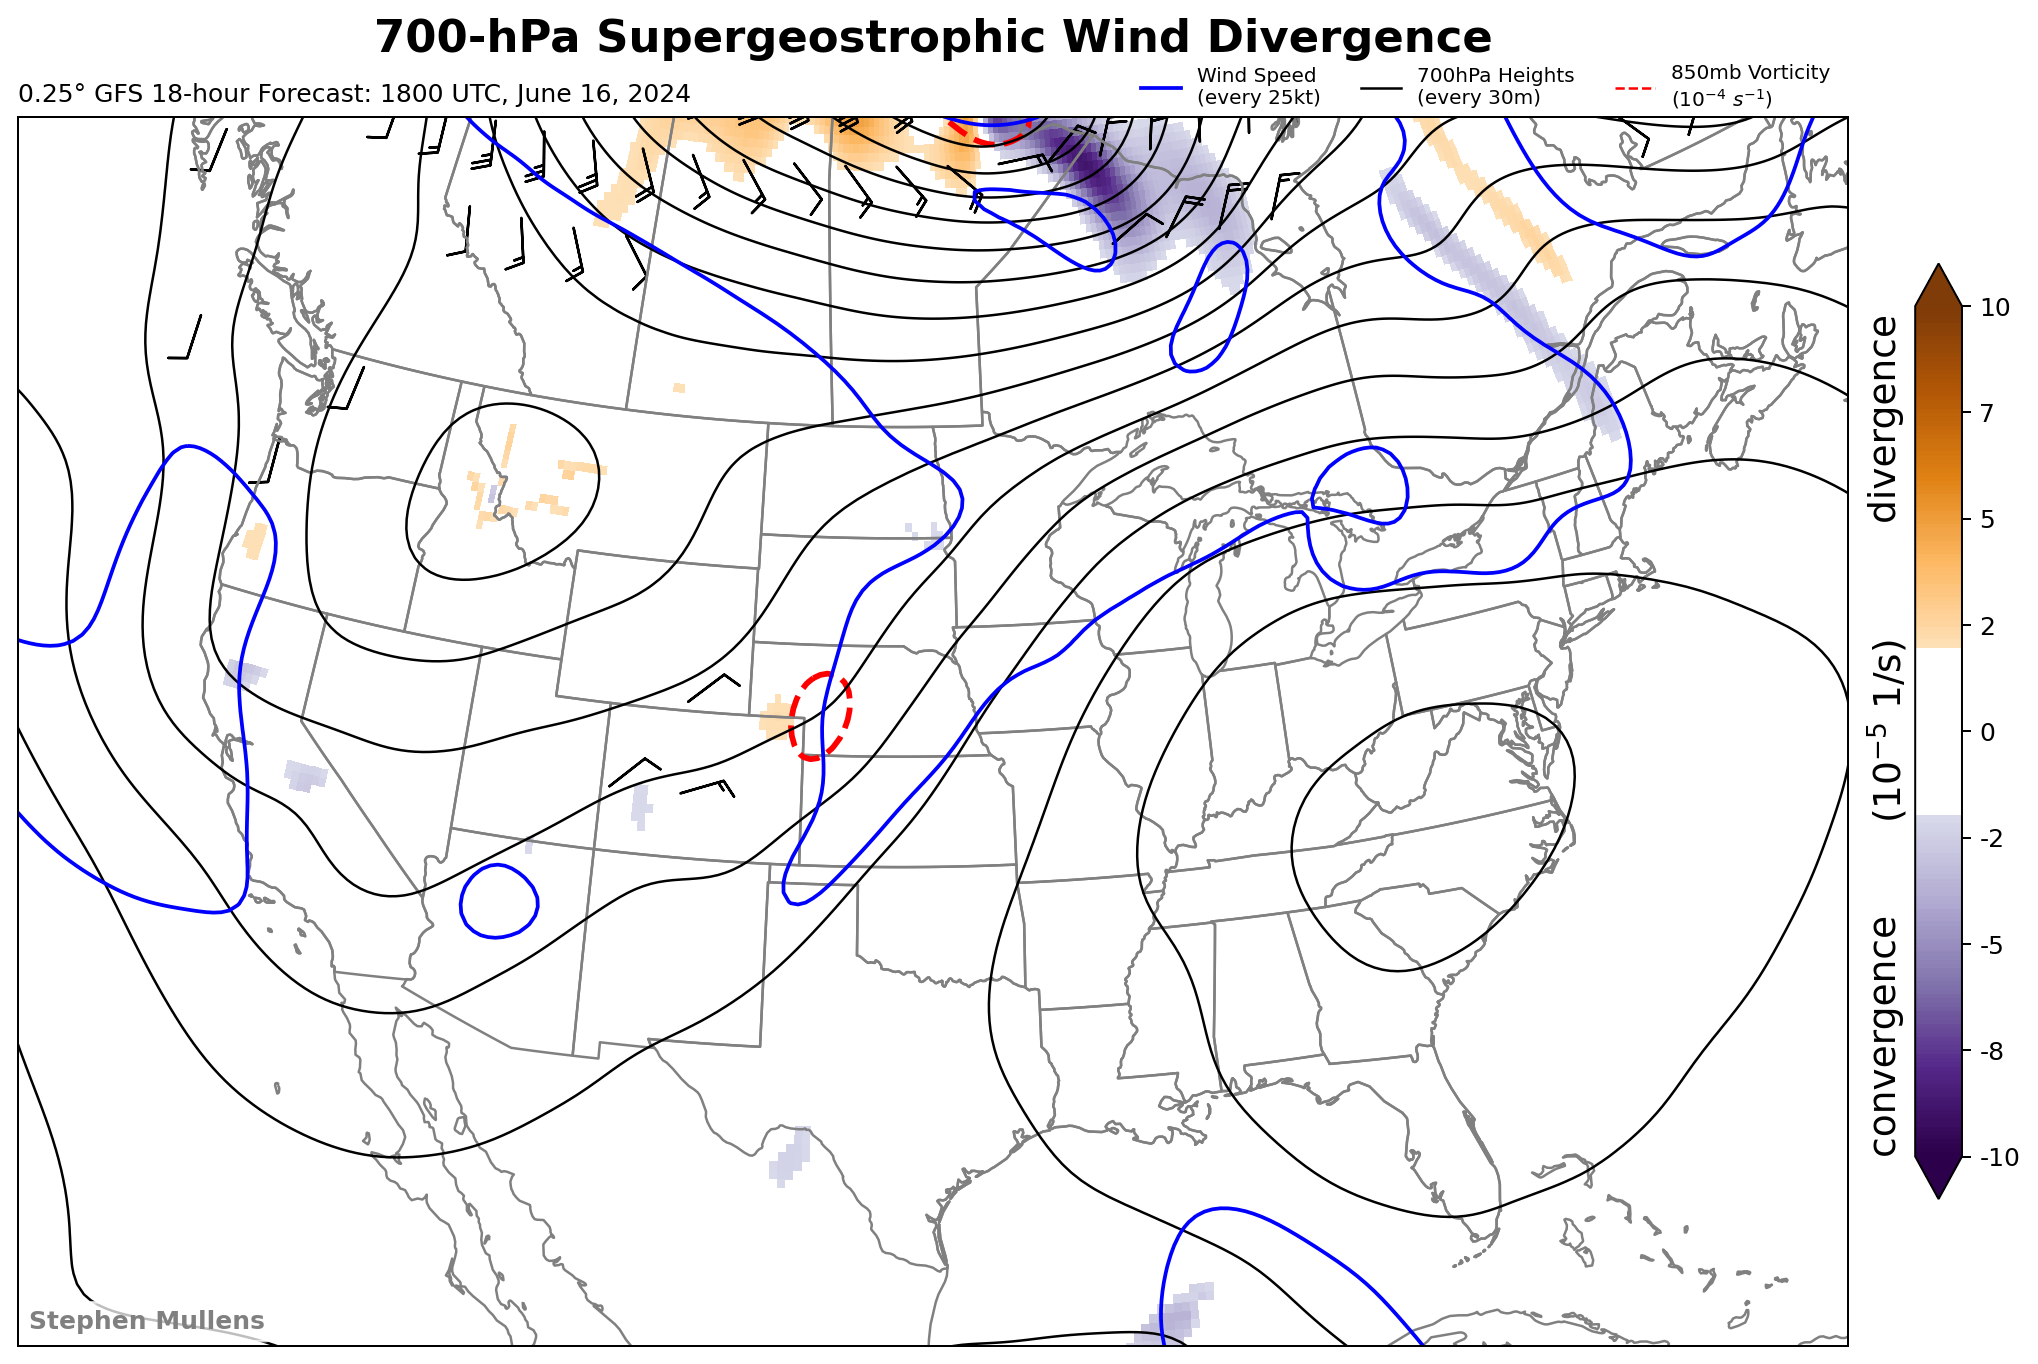 700-hPa Supergeostrophic Wind Divergence
0.25° GFS 18-hour Forecast: 1800 UTC, June 16, 2024
Wind Speed
(every 25kt)
700hPa Heights
(every 30m)
850mb Vorticity
(10⁻⁴ s⁻¹)
10
7
5
2
0
-2
-5
-8
-10
convergence (10⁻⁵ 1/s) divergence
Stephen Mullens